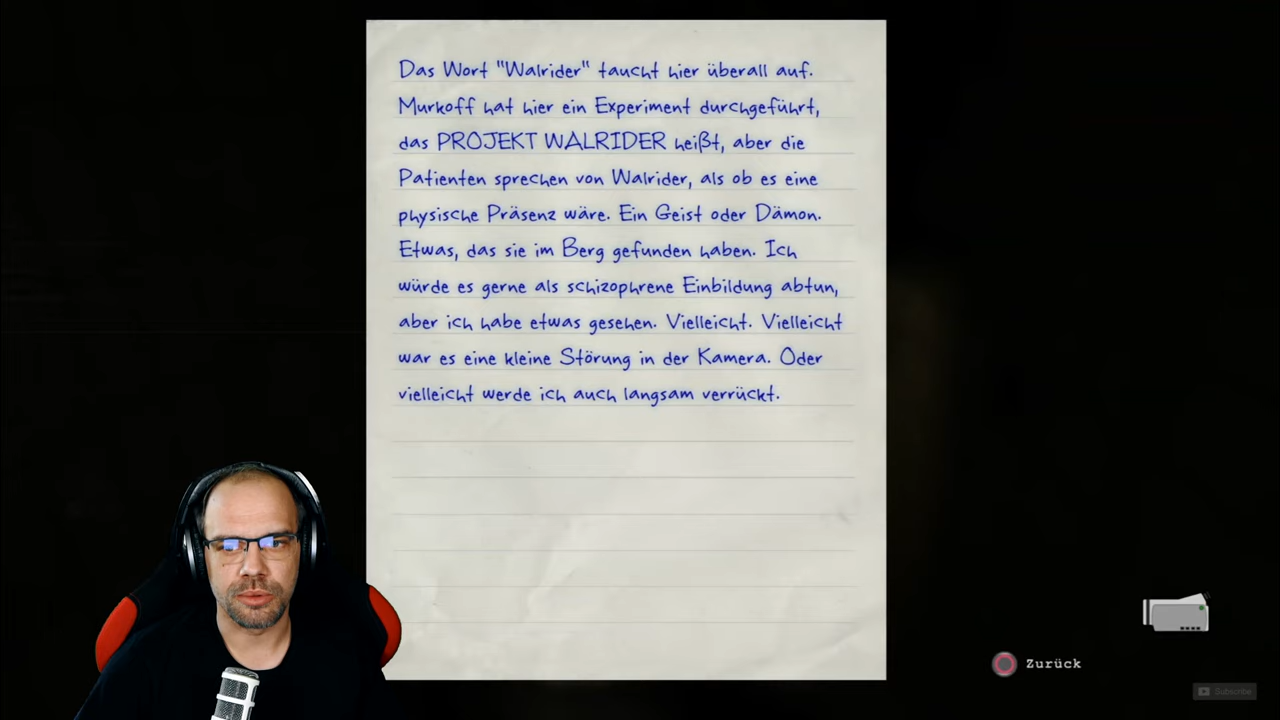 Das Wort "Walrider" taucht hier überall auf.
Murkoff hat hier ein Experiment durchgeführt,
das PROJEKT WALRIDER heißt, aber die
Patienten sprechen von Walrider, als ob es eine
physische Präsenz wäre. Ein Geist oder Dämon.
Etwas, das sie im Berg gefunden haben. Ich
würde es gerne als schizophrene Einbildung abtun,
aber ich habe etwas gesehen. Vielleicht. Vielleicht
war es eine kleine Störung in der Kamera. Oder
vielleicht werde ich auch langsam verrückt.
Zurück
Subscribe